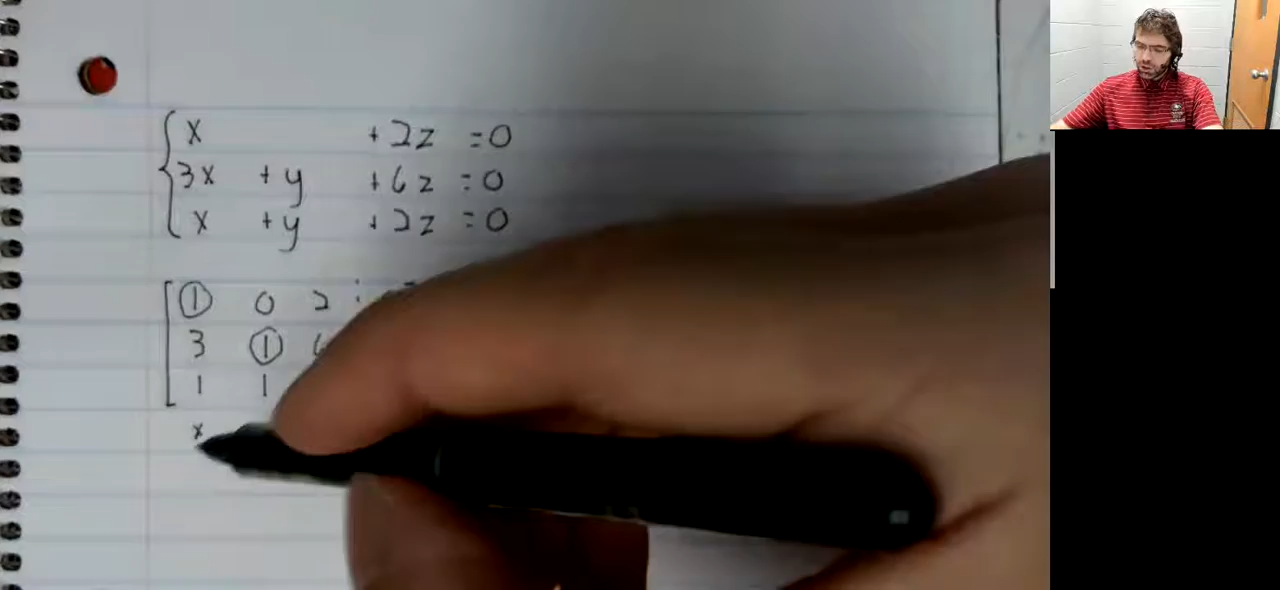 x +2z =0
3x +y +6z =0
x +y +2z =0
1 0 2
3 1
1 1
x